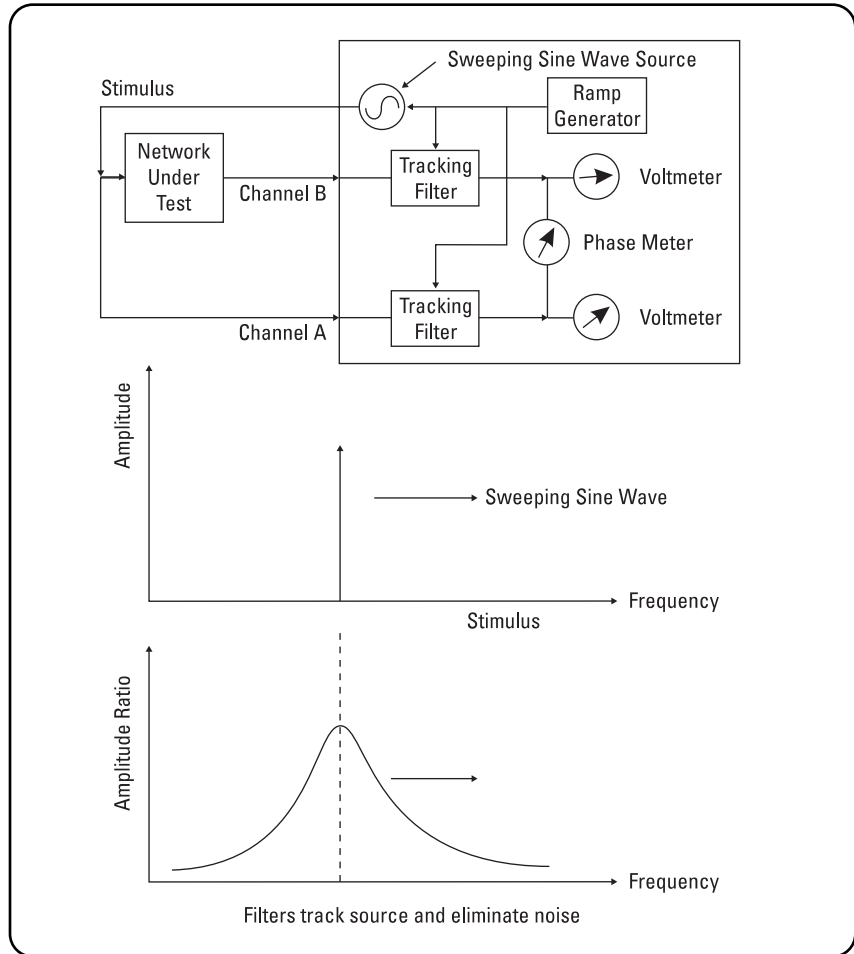 Sweeping Sine Wave Source
Stimulus
Ramp
Generator
Network
Under
Test
Channel B
Tracking
Filter
Voltmeter
Phase Meter
Channel A
Tracking
Filter
Voltmeter
Amplitude
Sweeping Sine Wave
Frequency
Stimulus
Amplitude Ratio
Frequency
Filters track source and eliminate noise